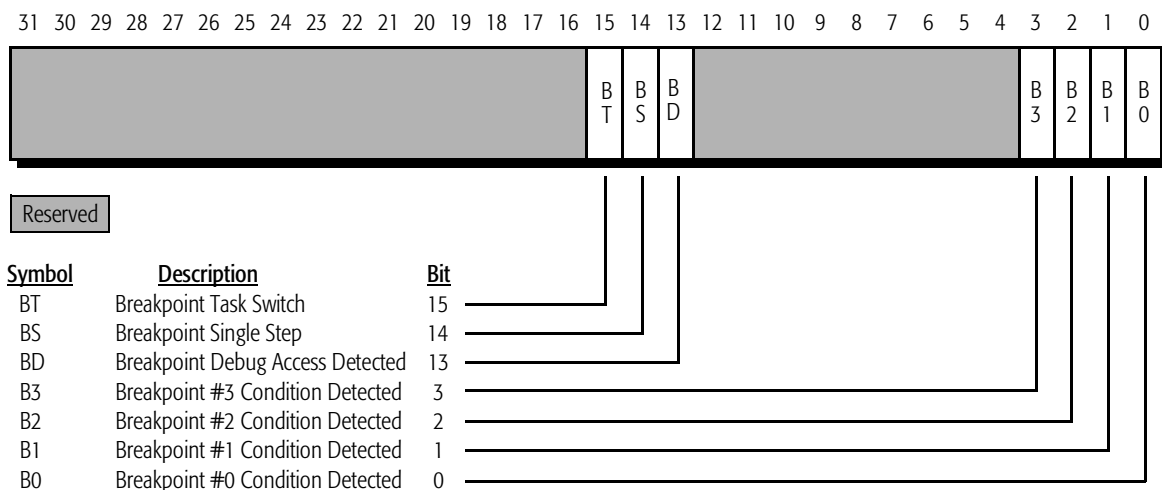 31 30 29 28 27 26 25 24 23 22 21 20 19 18 17 16 15 14 13 12 11 10 9 8 7 6 5 4 3 2 1 0
B B B B B B B
T S D 3 2 1 0
Reserved
Symbol Description Bit
BT Breakpoint Task Switch 15
BS Breakpoint Single Step 14
BD Breakpoint Debug Access Detected 13
B3 Breakpoint #3 Condition Detected 3
B2 Breakpoint #2 Condition Detected 2
B1 Breakpoint #1 Condition Detected 1
B0 Breakpoint #0 Condition Detected 0